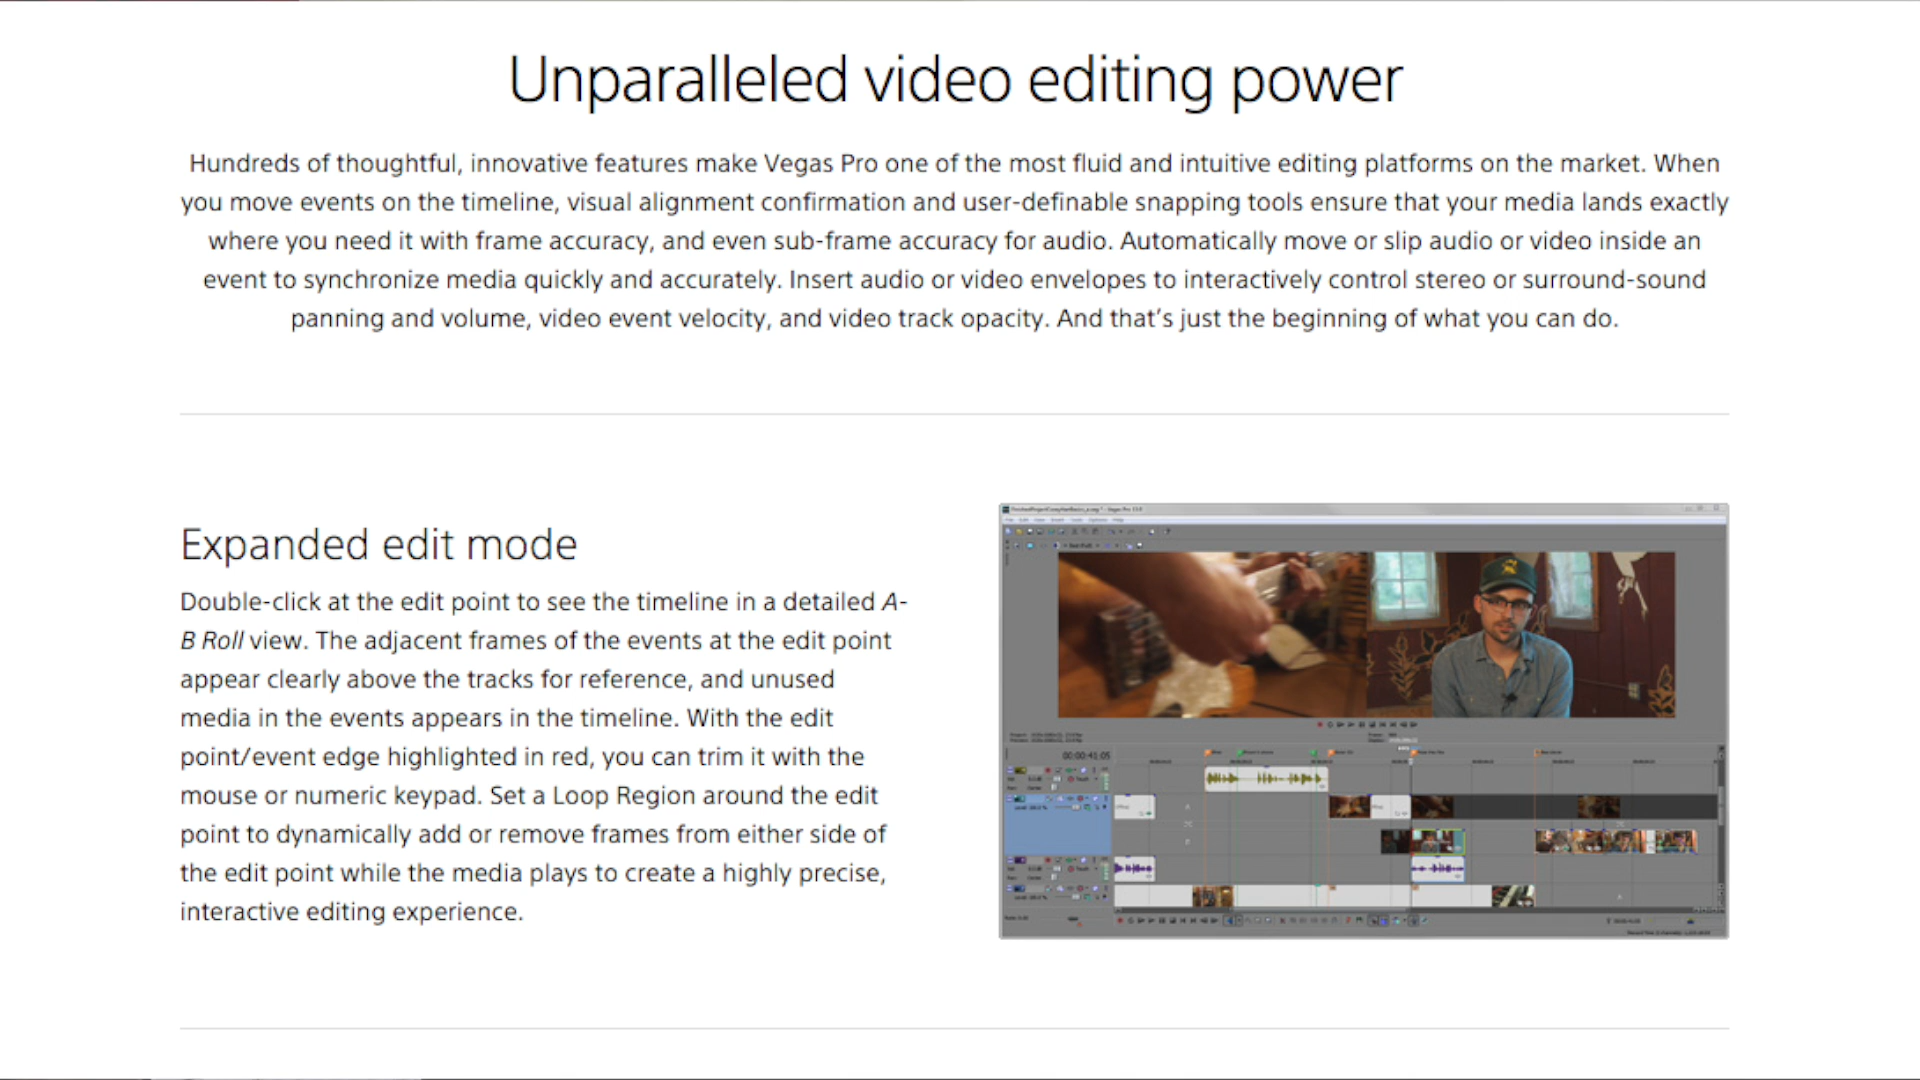 Unparalleled video editing power
Hundreds of thoughtful, innovative features make Vegas Pro one of the most fluid and intuitive editing platforms on the market. When
you move events on the timeline, visual alignment confirmation and user-definable snapping tools ensure that your media lands exactly
where you need it with frame accuracy, and even sub-frame accuracy for audio. Automatically move or slip audio or video inside an
event to synchronize media quickly and accurately. Insert audio or video envelopes to interactively control stereo or surround-sound
panning and volume, video event velocity, and video track opacity. And that’s just the beginning of what you can do.
Expanded edit mode
Double-click at the edit point to see the timeline in a detailed A-
B Roll view. The adjacent frames of the events at the edit point
appear clearly above the tracks for reference, and unused
media in the events appears in the timeline. With the edit
point/event edge highlighted in red, you can trim it with the
mouse or numeric keypad. Set a Loop Region around the edit
point to dynamically add or remove frames from either side of
the edit point while the media plays to create a highly precise,
interactive editing experience.
00:00:41:05